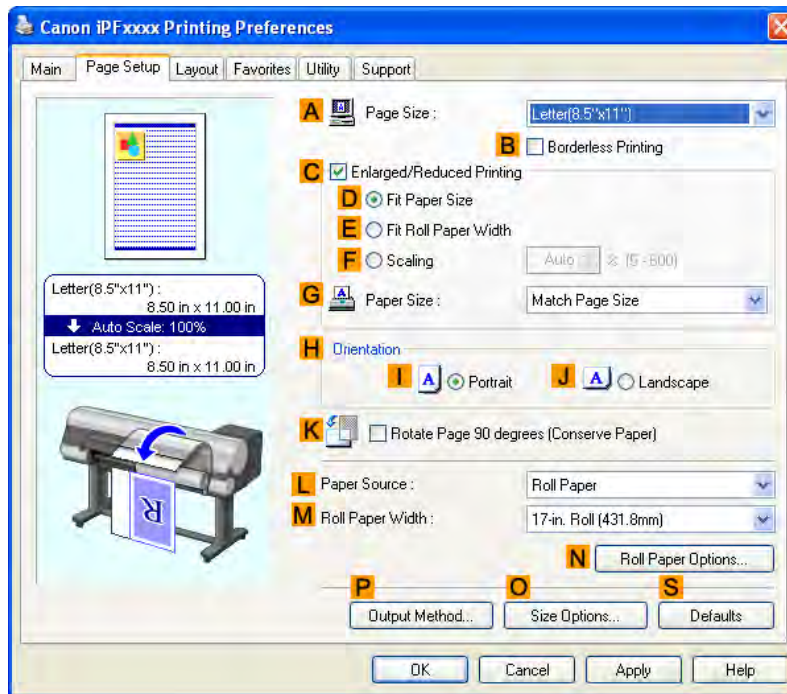 Canon iPFxxxx Printing Preferences
Main Page Setup Layout Favorites Utility Support
A Page Size : Letter(8.5"x11")
B Borderless Printing
C Enlarged/Reduced Printing
D Fit Paper Size
E Fit Roll Paper Width
F Scaling Auto % (5 - 600)
G Paper Size : Match Page Size
Letter(8.5"x11") :
8.50 in x 11.00 in
Auto Scale: 100%
Letter(8.5"x11") :
8.50 in x 11.00 in
H Orientation
I A Portrait J A Landscape
K Rotate Page 90 degrees (Conserve Paper)
R
L Paper Source : Roll Paper
M Roll Paper Width : 17-in. Roll (431.8mm)
N Roll Paper Options...
P O S
Output Method... Size Options... Defaults
OK Cancel Apply Help